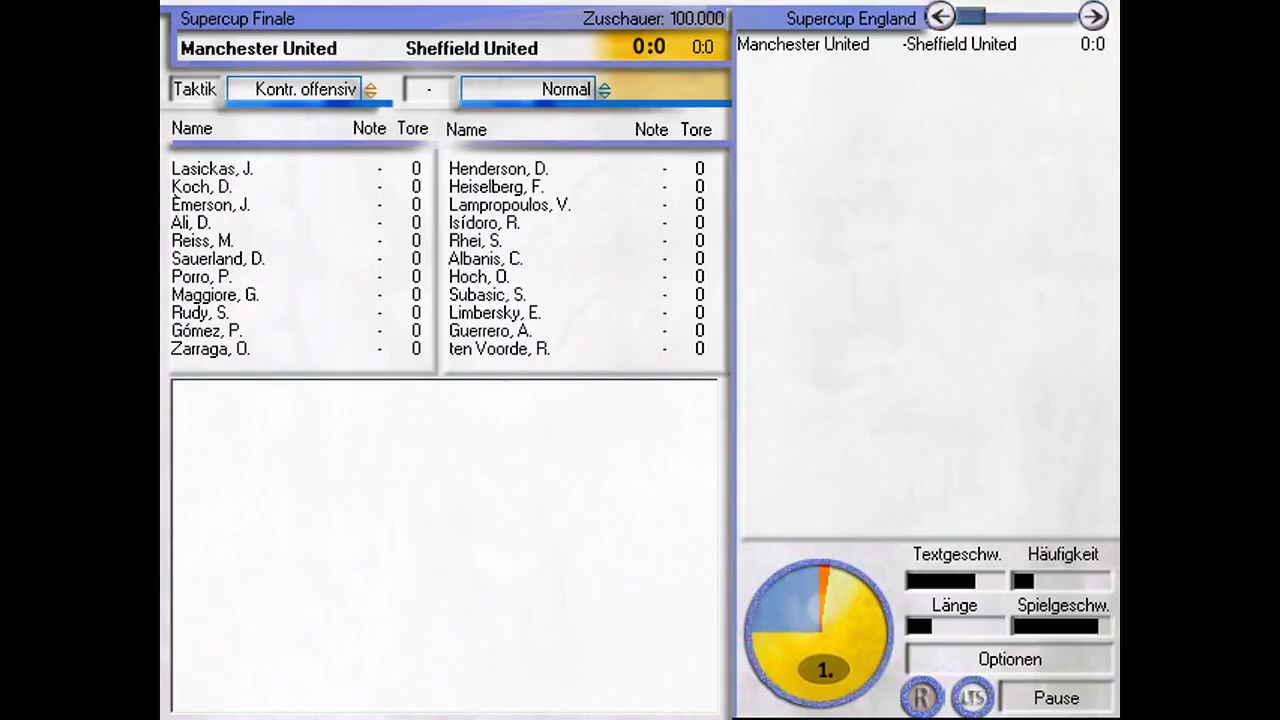 Supercup Finale Zuschauer: 100.000
Manchester United Sheffield United 0:0 0:0
Taktik Kontr. offensiv - Normal
Name Note Tore Name Note Tore
Lasickas, J. - 0 Henderson, D. - 0
Koch, D. - 0 Heiselberg, F. - 0
Èmerson, J. - 0 Lampropoulos, V. - 0
Ali, D. - 0 Isídoro, R. - 0
Reiss, M. - 0 Rhei, S. - 0
Sauerland, D. - 0 Albanis, C. - 0
Porro, P. - 0 Hoch, O. - 0
Maggiore, G. - 0 Subasic, S. - 0
Rudy, S. - 0 Limbersky, E. - 0
Gómez, P. - 0 Guerrero, A. - 0
Zarraga, O. - 0 ten Voorde, R. - 0
Supercup England
Manchester United -Sheffield United 0:0
Textgeschw. Häufigkeit
Länge Spielgeschw.
Optionen
1.
R LTS Pause